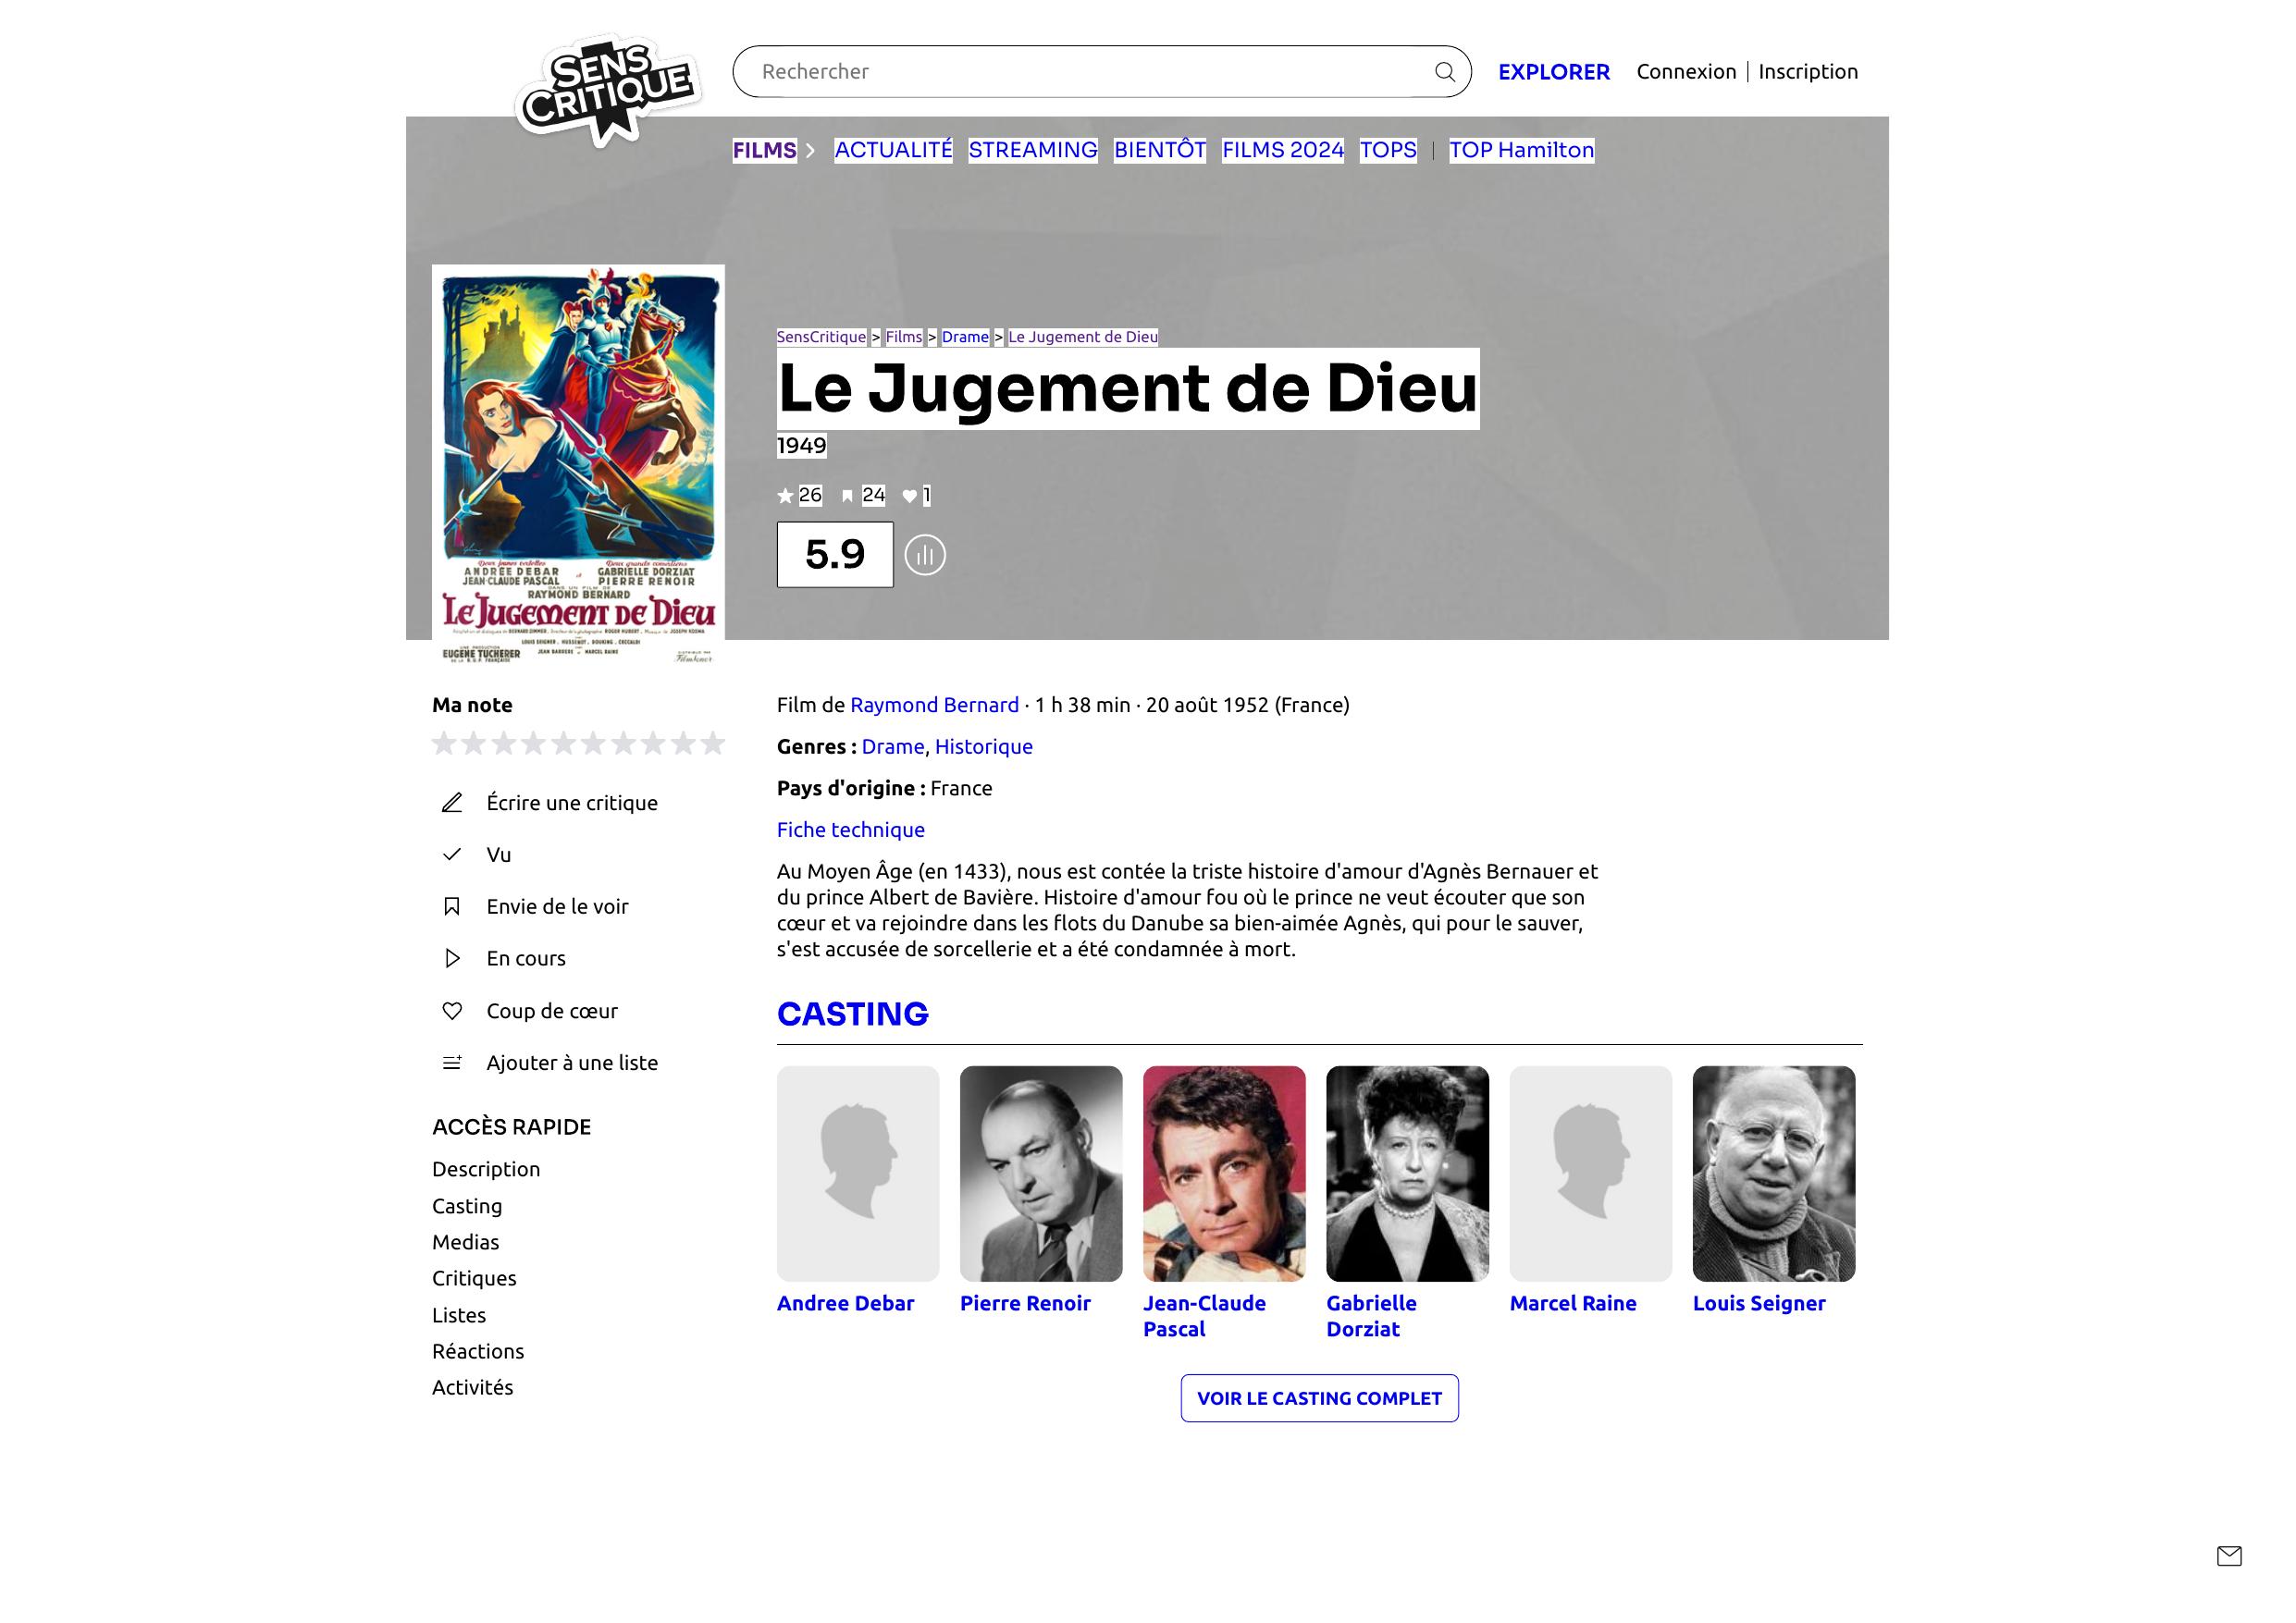 SENS
CRITIQUE
Rechercher
EXPLORER
Connexion | Inscription
FILMS
ACTUALITÉ
STREAMING
BIENTÔT
FILMS 2024
TOPS
TOP Hamilton
SensCritique > Films > Drame > Le Jugement de Dieu
Le Jugement de Dieu
1949
26 24 1
5.9
Deux jeunes vedettes
ANDRÉE DEBAR
JEAN-CLAUDE PASCAL
et
Deux grands comédiens
GABRIELLE DORZIAT
PIERRE RENOIR
DANS UN FILM DE
RAYMOND BERNARD
Le Jugement de Dieu
LOUIS SEIGNER
EUGÈNE TUCHERER
JEAN BARRERE et MARCEL RAINE
Ma note
Écrire une critique
Vu
Envie de le voir
En cours
Coup de cœur
Ajouter à une liste
ACCÈS RAPIDE
Description
Casting
Medias
Critiques
Listes
Réactions
Activités
Film de Raymond Bernard · 1 h 38 min · 20 août 1952 (France)
Genres : Drame, Historique
Pays d'origine : France
Fiche technique
Au Moyen Âge (en 1433), nous est contée la triste histoire d'amour d'Agnès Bernauer et
du prince Albert de Bavière. Histoire d'amour fou où le prince ne veut écouter que son
cœur et va rejoindre dans les flots du Danube sa bien-aimée Agnès, qui pour le sauver,
s'est accusée de sorcellerie et a été condamnée à mort.
CASTING
Andree Debar
Pierre Renoir
Jean-Claude
Pascal
Gabrielle
Dorziat
Marcel Raine
Louis Seigner
VOIR LE CASTING COMPLET